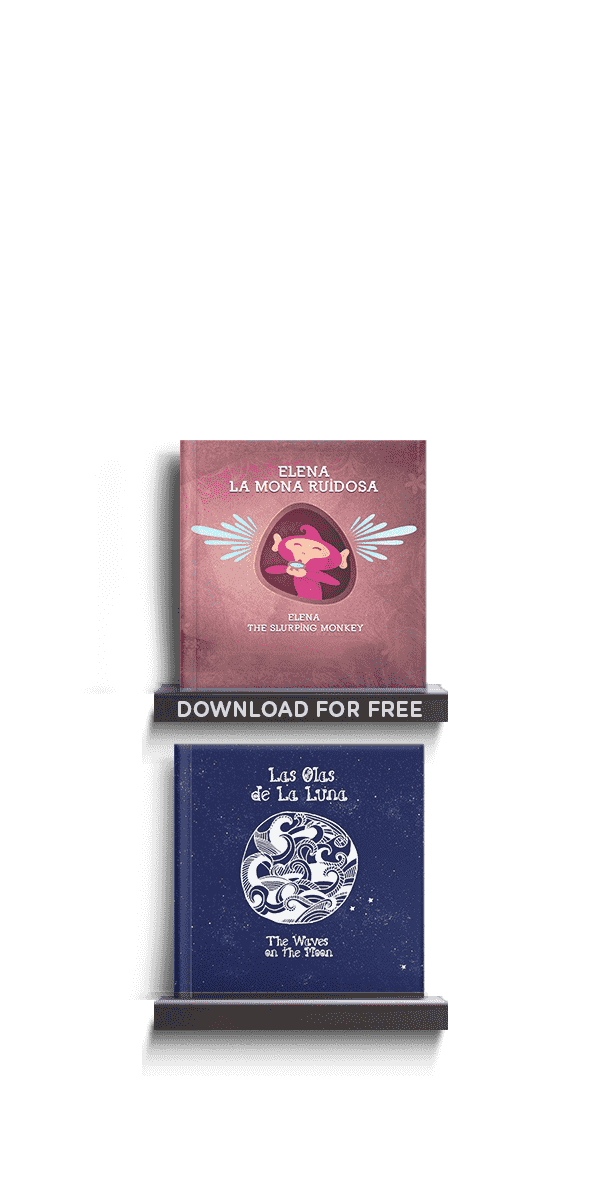 ELENA
LA MONA RUÍDOSA
ELENA
THE SLURPING MONKEY
DOWNLOAD FOR FREE
Las Olas
de La Luna
The Waves
on the Moon